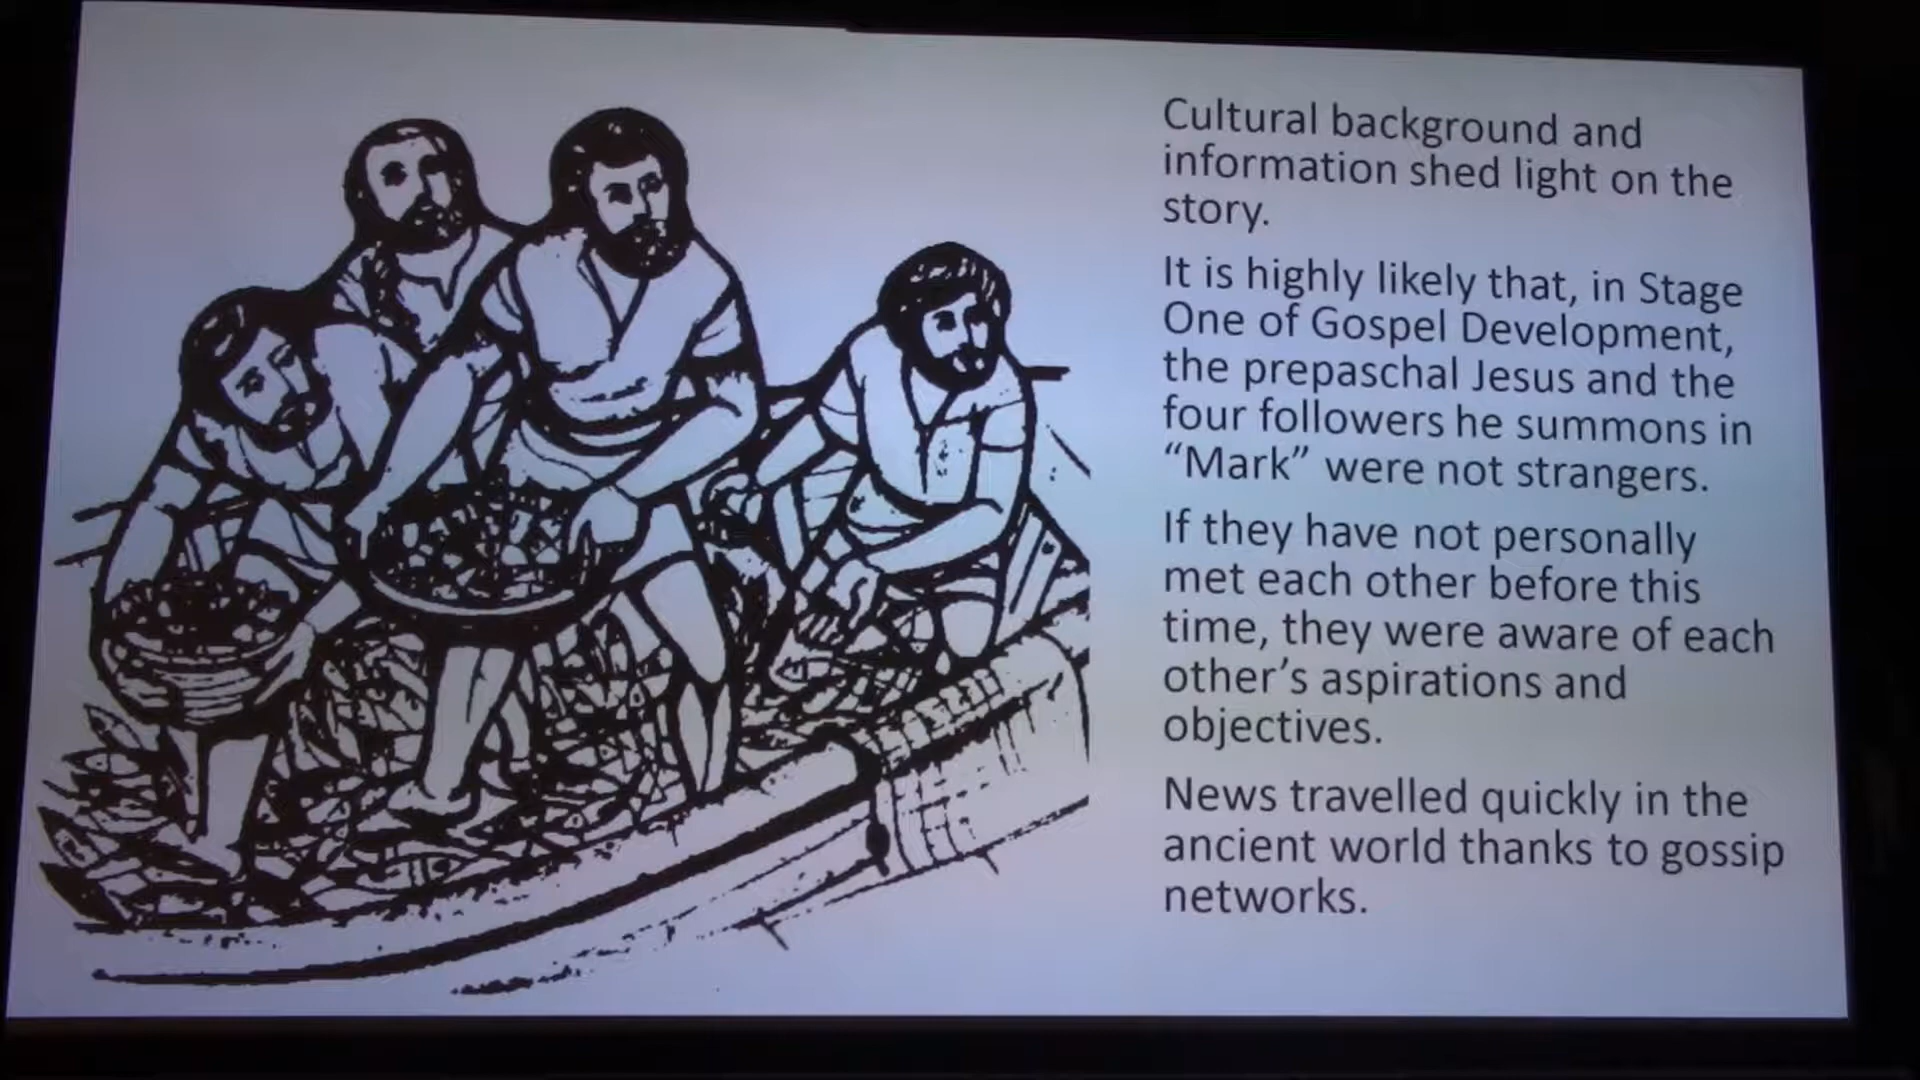 Cultural background and
information shed light on the
story.
It is highly likely that, in Stage
One of Gospel Development,
the prepaschal Jesus and the
four followers he summons in
“Mark” were not strangers.
If they have not personally
met each other before this
time, they were aware of each
other’s aspirations and
objectives.
News travelled quickly in the
ancient world thanks to gossip
networks.